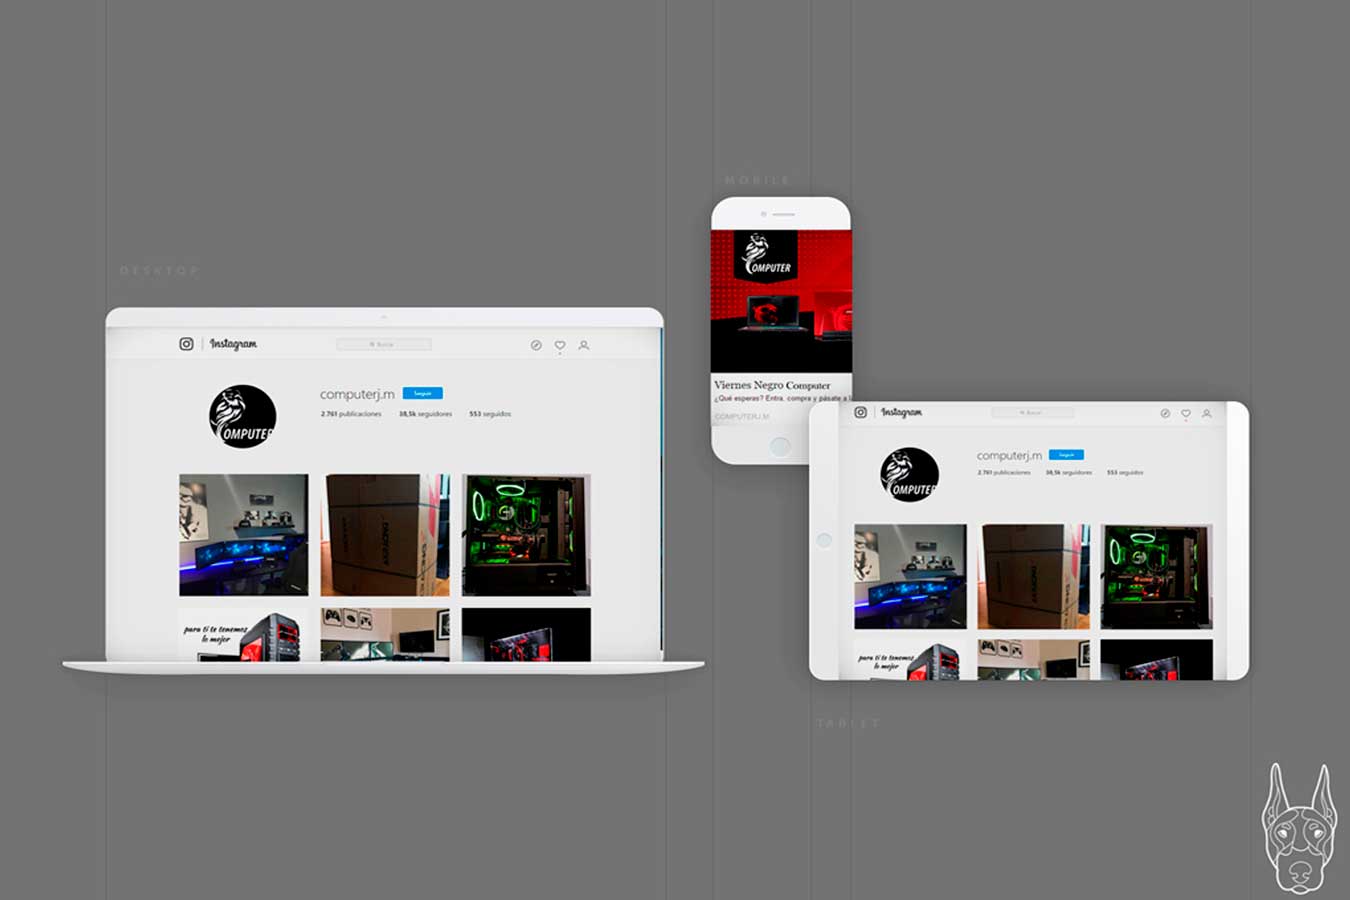 MOBILE
DESKTOP
OMPUTER
Viernes Negro Computer
¿Qué esperas? Entra, compra y pásate a l
COMPUTERJ.M
Instagram
Buscar
computerj.m Seguir
2.761 publicaciones 38,5k seguidores 553 seguidos
OMPUTER
AKRACING
para ti te tenemos
lo mejor
Instagram
Buscar
computerj.m Seguir
2.761 publicaciones 38,5k seguidores 553 seguidos
OMPUTER
para ti te tenemos
lo mejor
TABLET